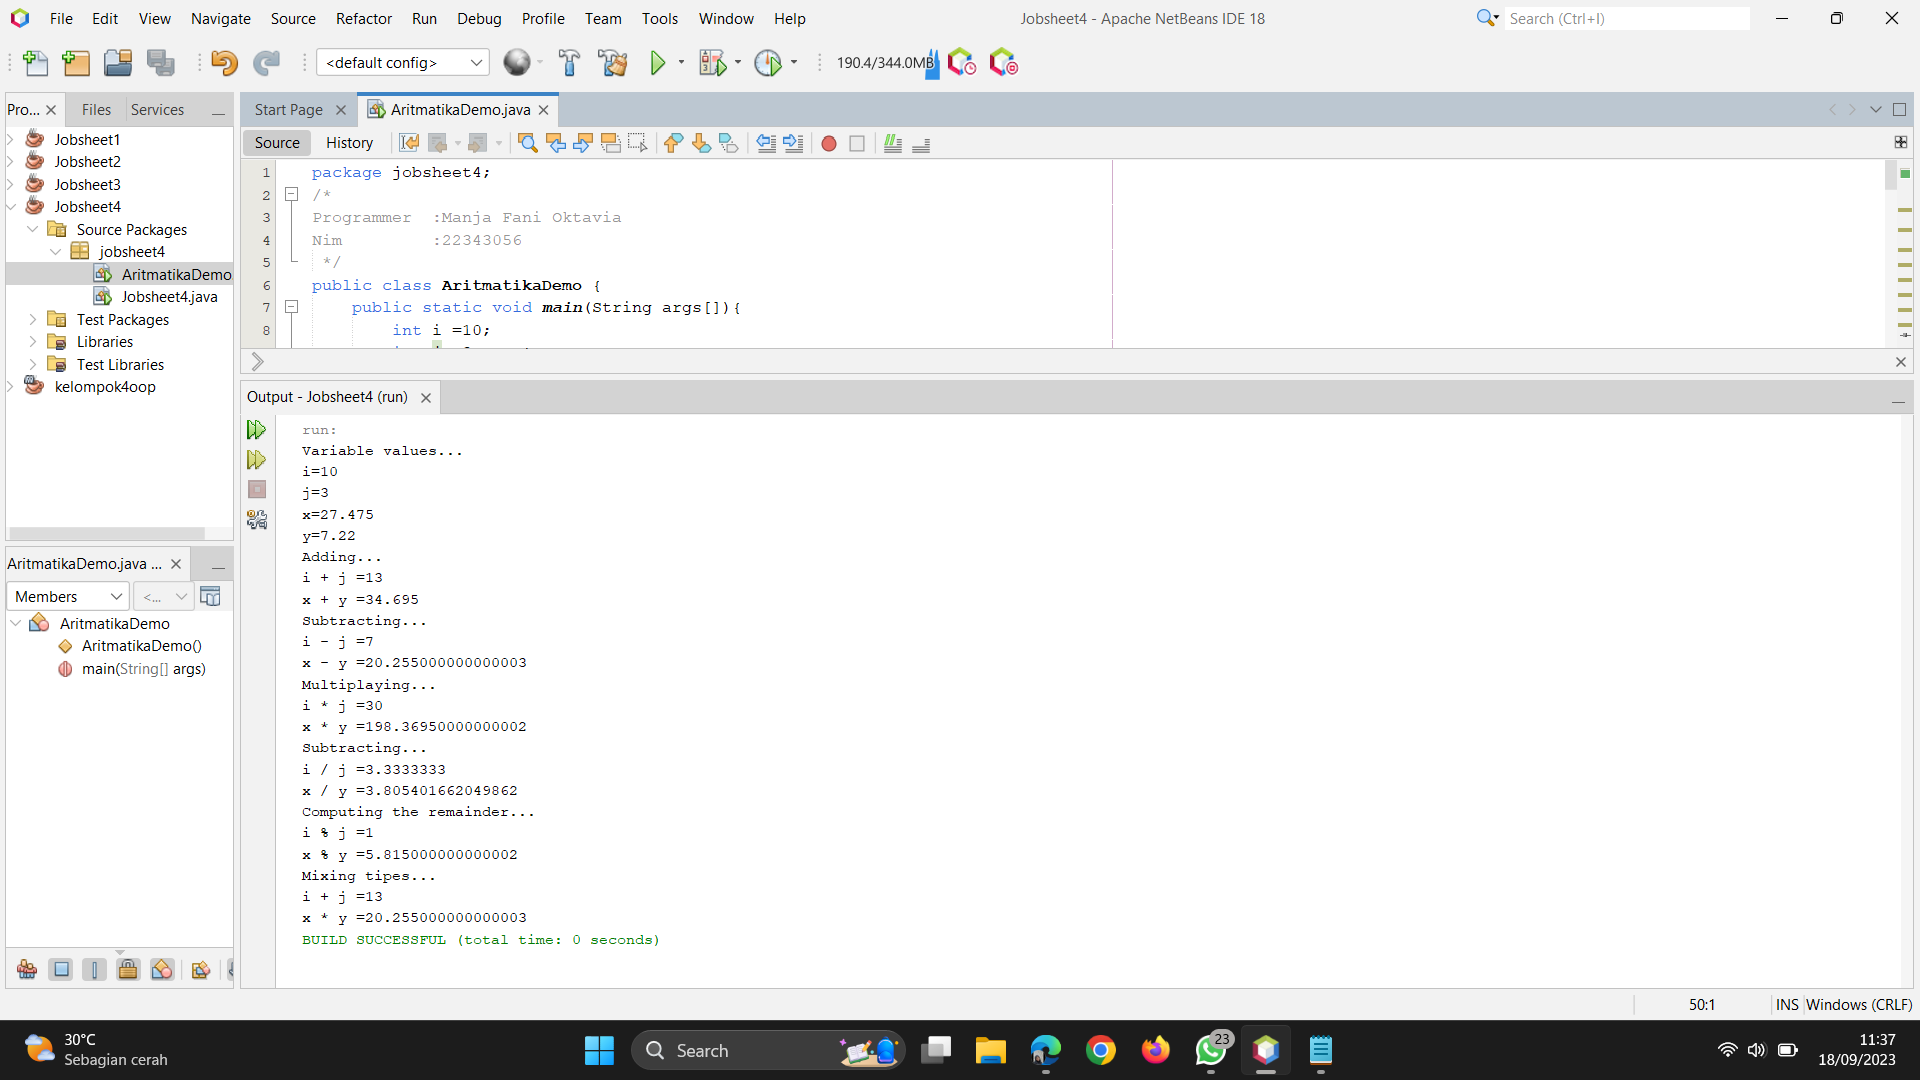 File Edit View Navigate Source Refactor Run Debug Profile Team Tools Window Help
Jobsheet4 - Apache NetBeans IDE 18
Search (Ctrl+I)
<default config>
190.4/344.0MB
Pro...
Files
Services
Jobsheet1
Jobsheet2
Jobsheet3
Jobsheet4
Source Packages
jobsheet4
AritmatikaDemo
Jobsheet4.java
Test Packages
Libraries
Test Libraries
kelompok4oop
AritmatikaDemo.java ...
Members
<...
AritmatikaDemo
AritmatikaDemo()
main(String[] args)
Start Page
AritmatikaDemo.java
Source
History
1 package jobsheet4;
2 /*
3 Programmer :Manja Fani Oktavia
4 Nim :22343056
5 */
6 public class AritmatikaDemo {
7 public static void main(String args[]){
8 int i =10;
Output - Jobsheet4 (run)
run:
Variable values...
i=10
j=3
x=27.475
y=7.22
Adding...
i + j =13
x + y =34.695
Subtracting...
i - j =7
x - y =20.255000000000003
Multiplaying...
i * j =30
x * y =198.36950000000002
Subtracting...
i / j =3.3333333
x / y =3.805401662049862
Computing the remainder...
i % j =1
x % y =5.815000000000002
Mixing tipes...
i + j =13
x * y =20.255000000000003
BUILD SUCCESSFUL (total time: 0 seconds)
50:1
INS
Windows (CRLF)
30°C
Sebagian cerah
Search
23
11:37
18/09/2023